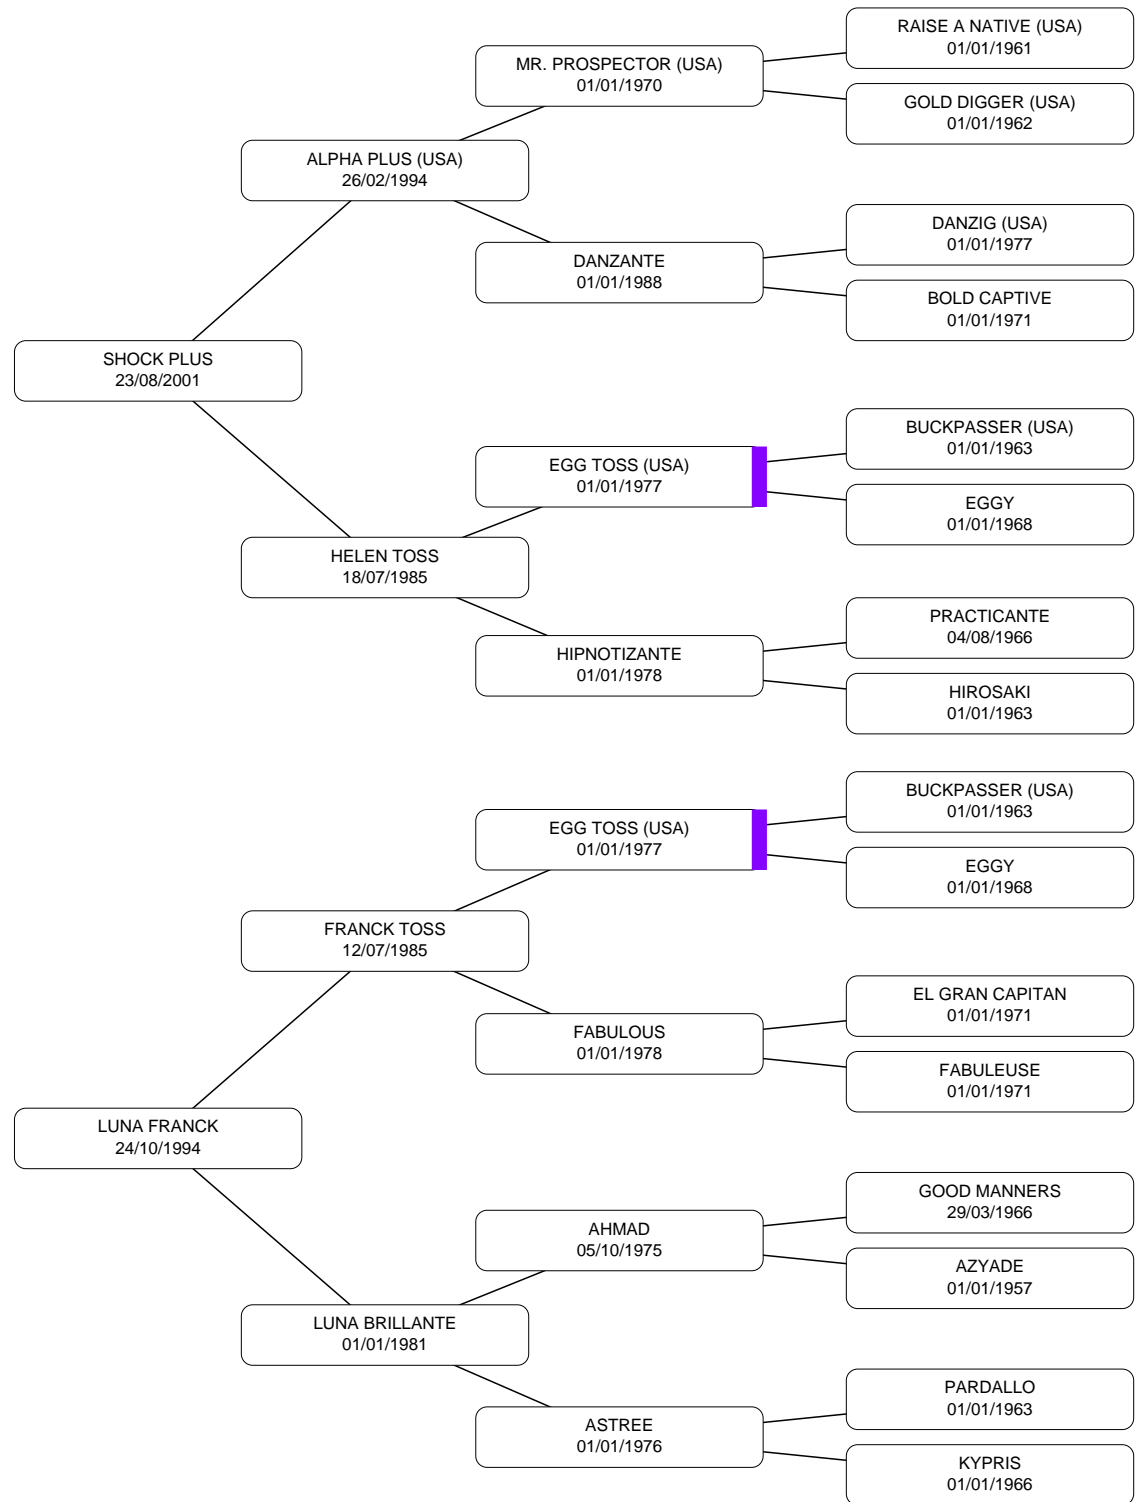 RAISE A NATIVE (USA)
01/01/1961
MR. PROSPECTOR (USA)
01/01/1970
GOLD DIGGER (USA)
01/01/1962
ALPHA PLUS (USA)
26/02/1994
DANZIG (USA)
01/01/1977
DANZANTE
01/01/1988
BOLD CAPTIVE
01/01/1971
SHOCK PLUS
23/08/2001
BUCKPASSER (USA)
01/01/1963
EGG TOSS (USA)
01/01/1977
EGGY
01/01/1968
HELEN TOSS
18/07/1985
PRACTICANTE
04/08/1966
HIPNOTIZANTE
01/01/1978
HIROSAKI
01/01/1963
BUCKPASSER (USA)
01/01/1963
EGG TOSS (USA)
01/01/1977
EGGY
01/01/1968
FRANCK TOSS
12/07/1985
EL GRAN CAPITAN
01/01/1971
FABULOUS
01/01/1978
FABULEUSE
01/01/1971
LUNA FRANCK
24/10/1994
GOOD MANNERS
29/03/1966
AHMAD
05/10/1975
AZYADE
01/01/1957
LUNA BRILLANTE
01/01/1981
PARDALLO
01/01/1963
ASTREE
01/01/1976
KYPRIS
01/01/1966